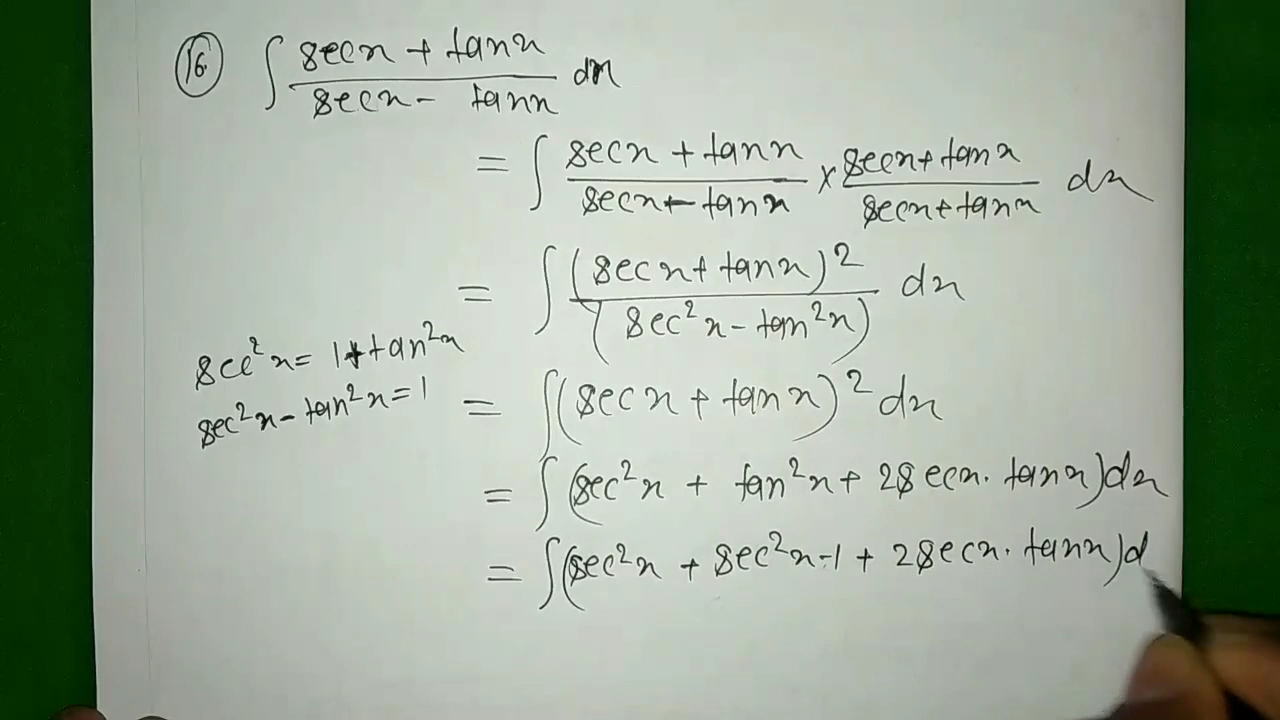 16. ∫ (secx + tanx)/(secx - tanx) dx
= ∫ (secx + tanx)/(secx - tanx) × (secx + tanx)/(secx + tanx) dx
= ∫ (secx + tanx)²/(sec²x - tan²x) dx
sec²x = 1 + tan²x
sec²x - tan²x = 1
= ∫ (secx + tanx)² dx
= ∫ (sec²x + tan²x + 2secx · tanx) dx
= ∫ (sec²x + sec²x - 1 + 2secx · tanx) d